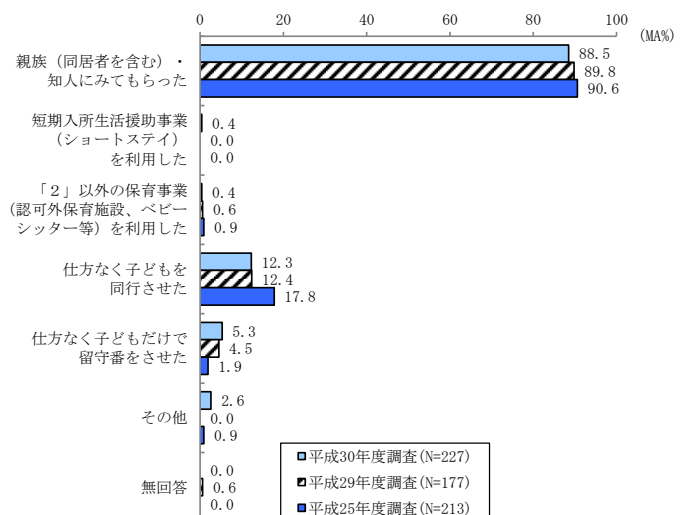 0
20
40
60
80
100
(MA%)
親族（同居者を含む）・
知人にみてもらった
88.5
89.8
90.6
短期入所生活援助事業
（ショートステイ）
を利用した
0.4
0.0
0.0
「２」以外の保育事業
(認可外保育施設、ベビー
シッター等）を利用した
0.4
0.6
0.9
仕方なく子どもを
同行させた
12.3
12.4
17.8
仕方なく子どもだけで
留守番をさせた
5.3
4.5
1.9
その他
2.6
0.0
0.9
無回答
0.0
0.6
0.0
平成30年度調査(N=227)
平成29年度調査(N=177)
平成25年度調査(N=213)